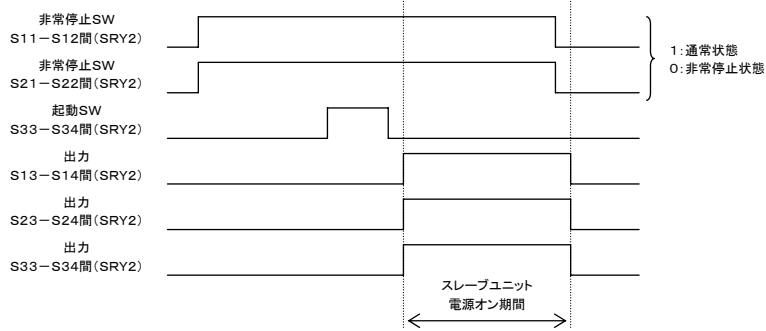 非常停止SW
S11－S12間(SRY2)
非常停止SW
S21－S22間(SRY2)
起動SW
S33－S34間(SRY2)
出力
S13－S14間(SRY2)
出力
S23－S24間(SRY2)
出力
S33－S34間(SRY2)
1:通常状態
0:非常停止状態
スレーブユニット
電源オン期間